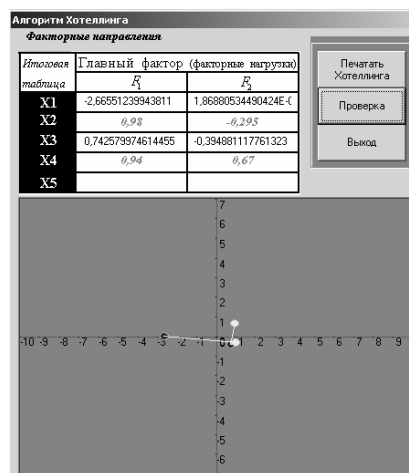 Алгоритм Хотеллинга
Факторные направления
Итоговая таблица Главный фактор (факторные нагрузки)
F1 F2
X1 -2,66551239943811 1,86880534490424E-(
X2 0,98 -0,295
X3 0,742579974614455 -0,394881117761323
X4 0,94 0,67
X5
Печатать Хотеллинга
Проверка
Выход
7
6
5
4
3
2
1
-10 -9 -8 -7 -6 -5 -4 -3 -2 -1 0 1 2 3 4 5 6 7 8 9
-1
-2
-3
-4
-5
-6